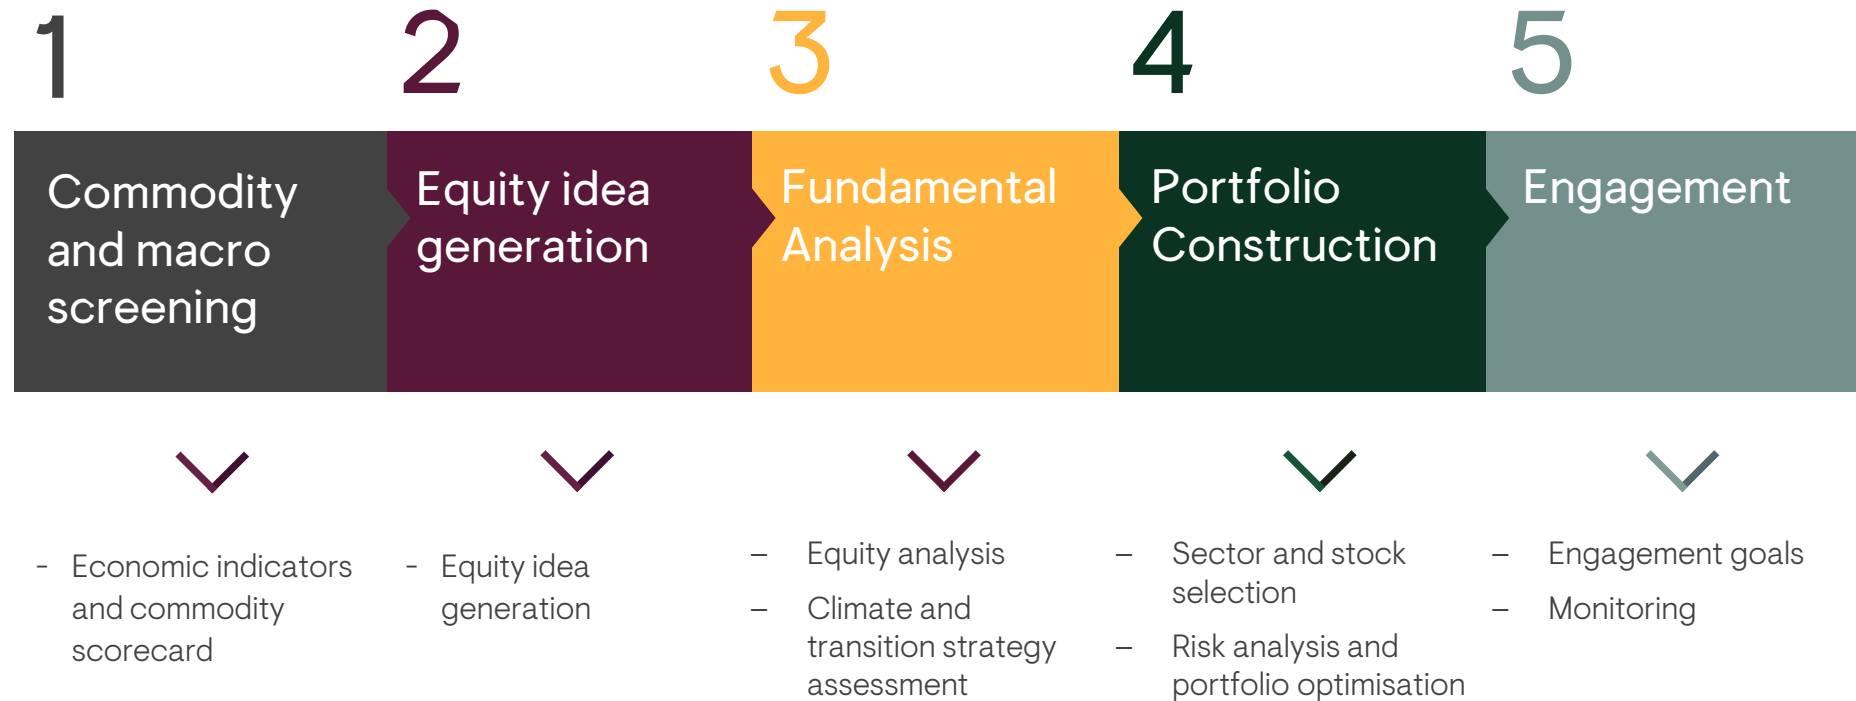 1
2
3
4
5
Commodity
and macro
screening
Equity idea
generation
Fundamental
Analysis
Portfolio
Construction
Engagement
- Economic indicators
and commodity
scorecard
- Equity idea
generation
– Equity analysis
– Climate and
transition strategy
assessment
– Sector and stock
selection
– Risk analysis and
portfolio optimisation
– Engagement goals
– Monitoring